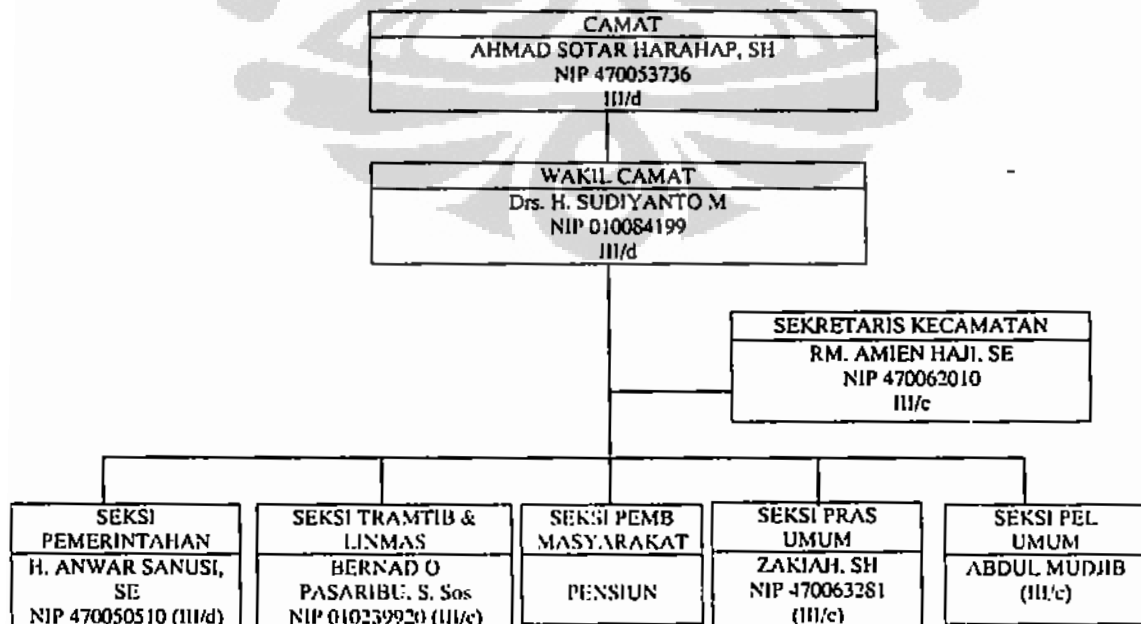 CAMAT
AHMAD SOTAR HARAHAP, SH
NIP 470053736
III/d
WAKIL CAMAT
Drs. H. SUDIYANTO M
NIP 010084199
III/d
SEKRETARIS KECAMATAN
RM. AMIEN HAJI, SE
NIP 470062010
III/c
SEKSI
PEMERINTAHAN
H. ANWAR SANUSI,
SE
NIP 470050510 (III/d)
SEKSI TRAMTIB &
LINMAS
BERNAD O
PASARIBU, S. Sos
NIP 010239920 (III/c)
SEKSI PEMB
MASYARAKAT
PENSIUN
SEKSI PRAS
UMUM
ZAKIAH, SH
NIP 470063281
(III/c)
SEKSI PEL
UMUM
ABDUL MUDJIB
(III/c)